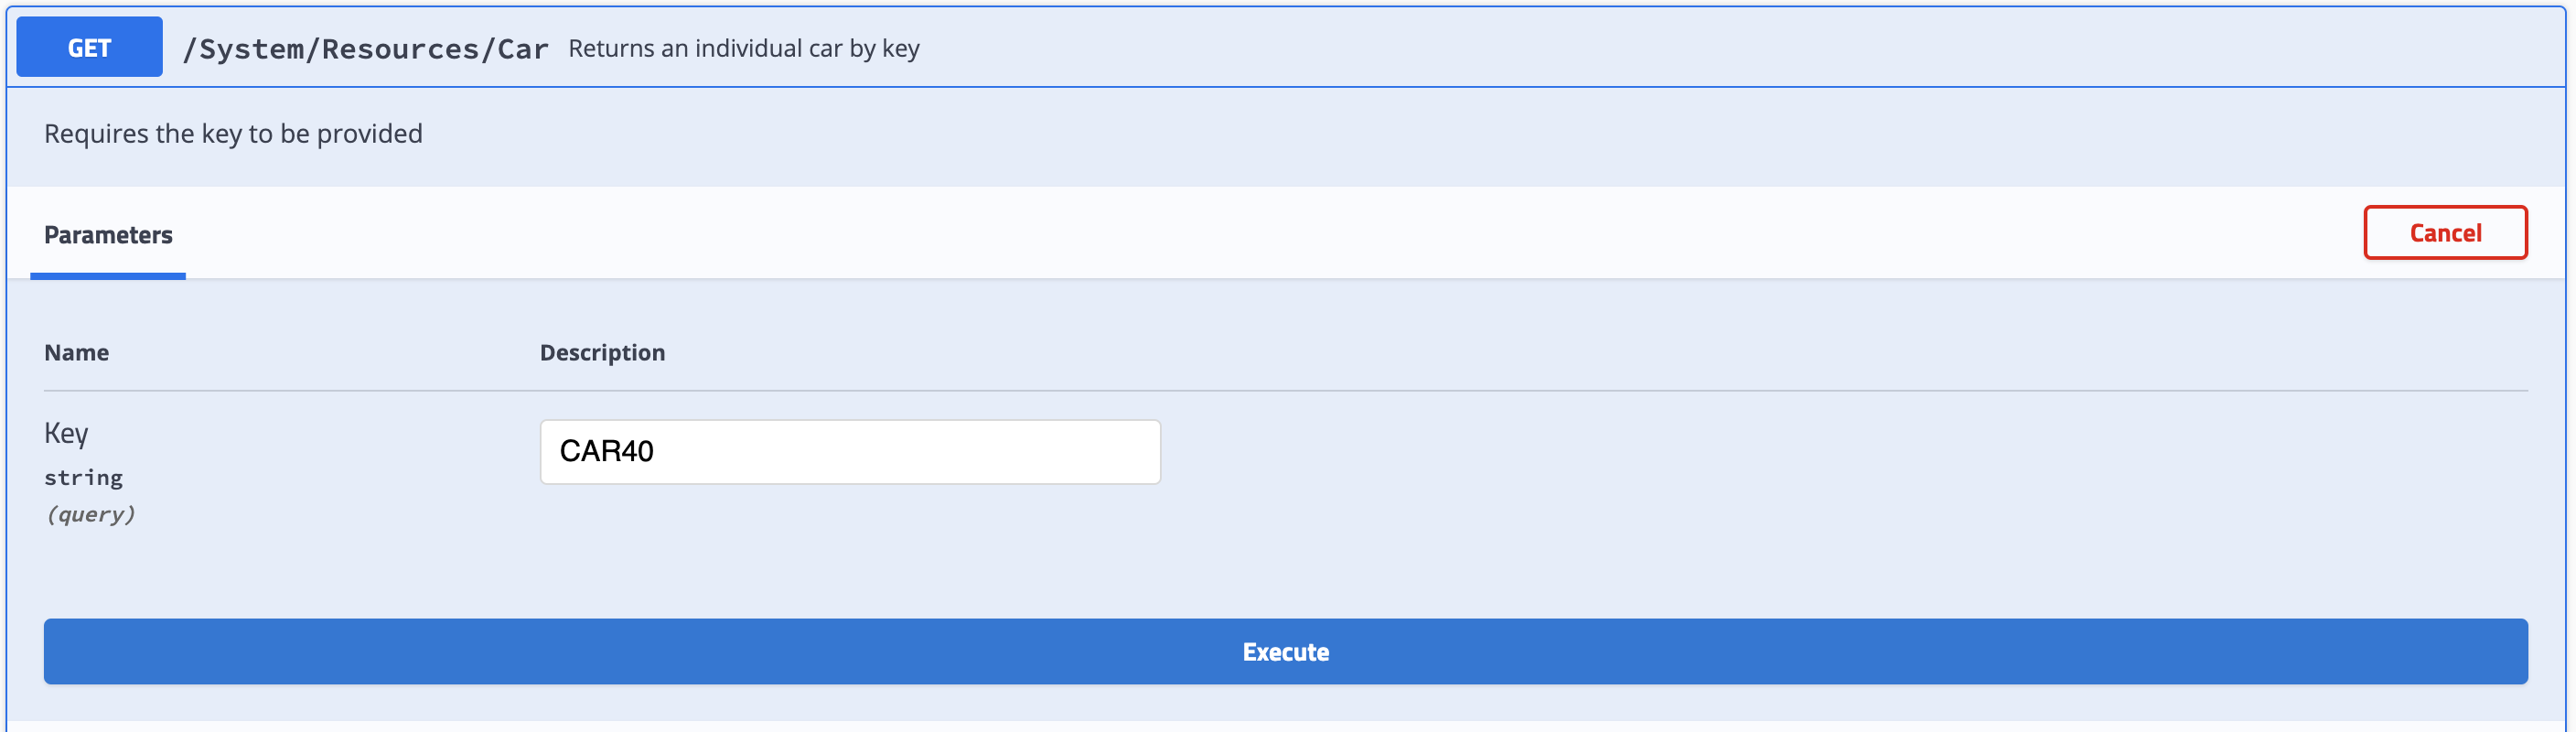 GET /System/Resources/Car Returns an individual car by key
Requires the key to be provided
Parameters
Cancel
Name Description
Key
string
(query)
CAR40
Execute